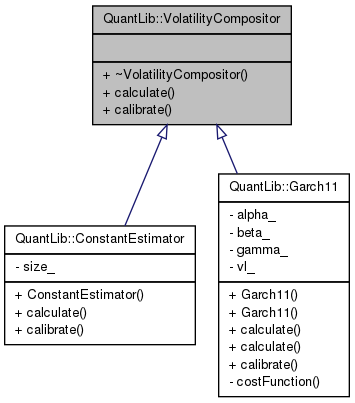 QuantLib::VolatilityCompositor
+ ~VolatilityCompositor()
+ calculate()
+ calibrate()
QuantLib::ConstantEstimator
- size_
+ ConstantEstimator()
+ calculate()
+ calibrate()
QuantLib::Garch11
- alpha_
- beta_
- gamma_
- vl_
+ Garch11()
+ Garch11()
+ calculate()
+ calculate()
+ calibrate()
- costFunction()